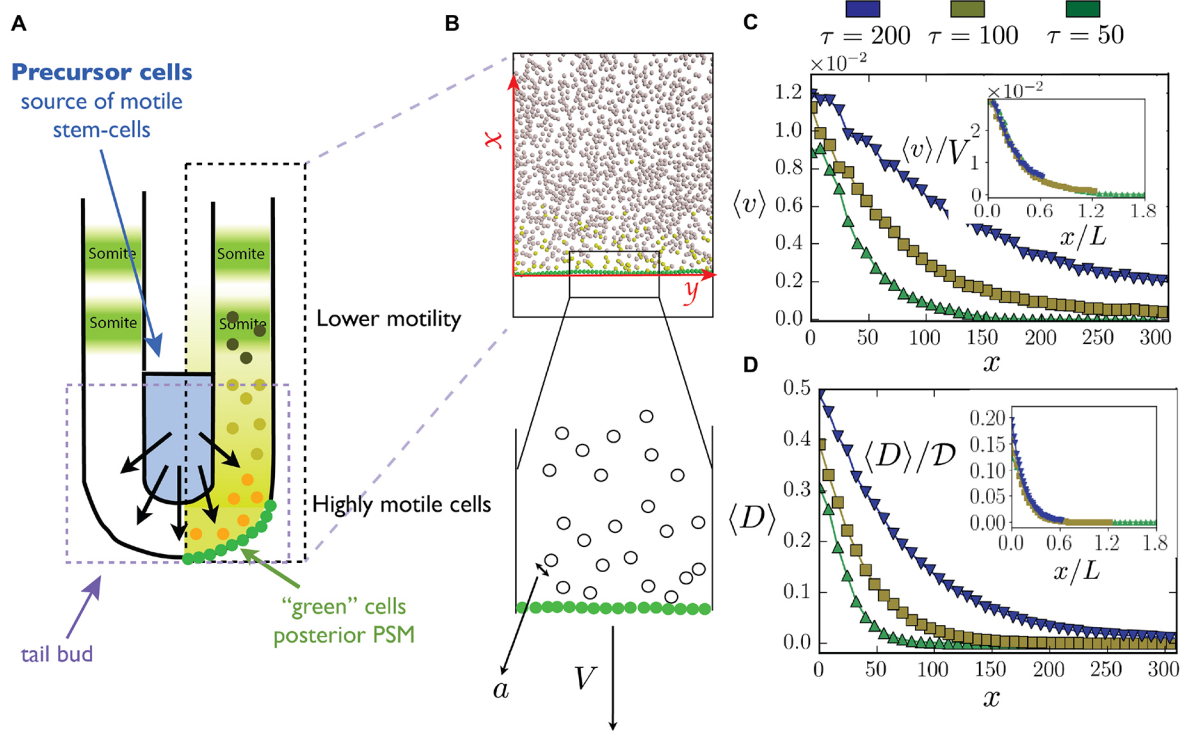 A
Precursor cells
source of motile
stem-cells
Somite
Somite
Somite
Somite
Lower motility
Highly motile cells
"green" cells
posterior PSM
tail bud
B
x
y
a
V
C
τ = 200 τ = 100 τ = 50
×10⁻⁰²
1.2
1.0
0.8
0.6
0.4
0.2
0.0
⟨v⟩
0 50 100 150 200 250 300
x
×10⁻⁰²
⟨v⟩/V
2
1
0
0.0 0.6 1.2 1.8
x/L
D
0.5
0.4
0.3
0.2
0.1
0.0
⟨D⟩
0 50 100 150 200 250 300
x
⟨D⟩/𝒟
0.20
0.15
0.10
0.05
0.00
0.0 0.6 1.2 1.8
x/L